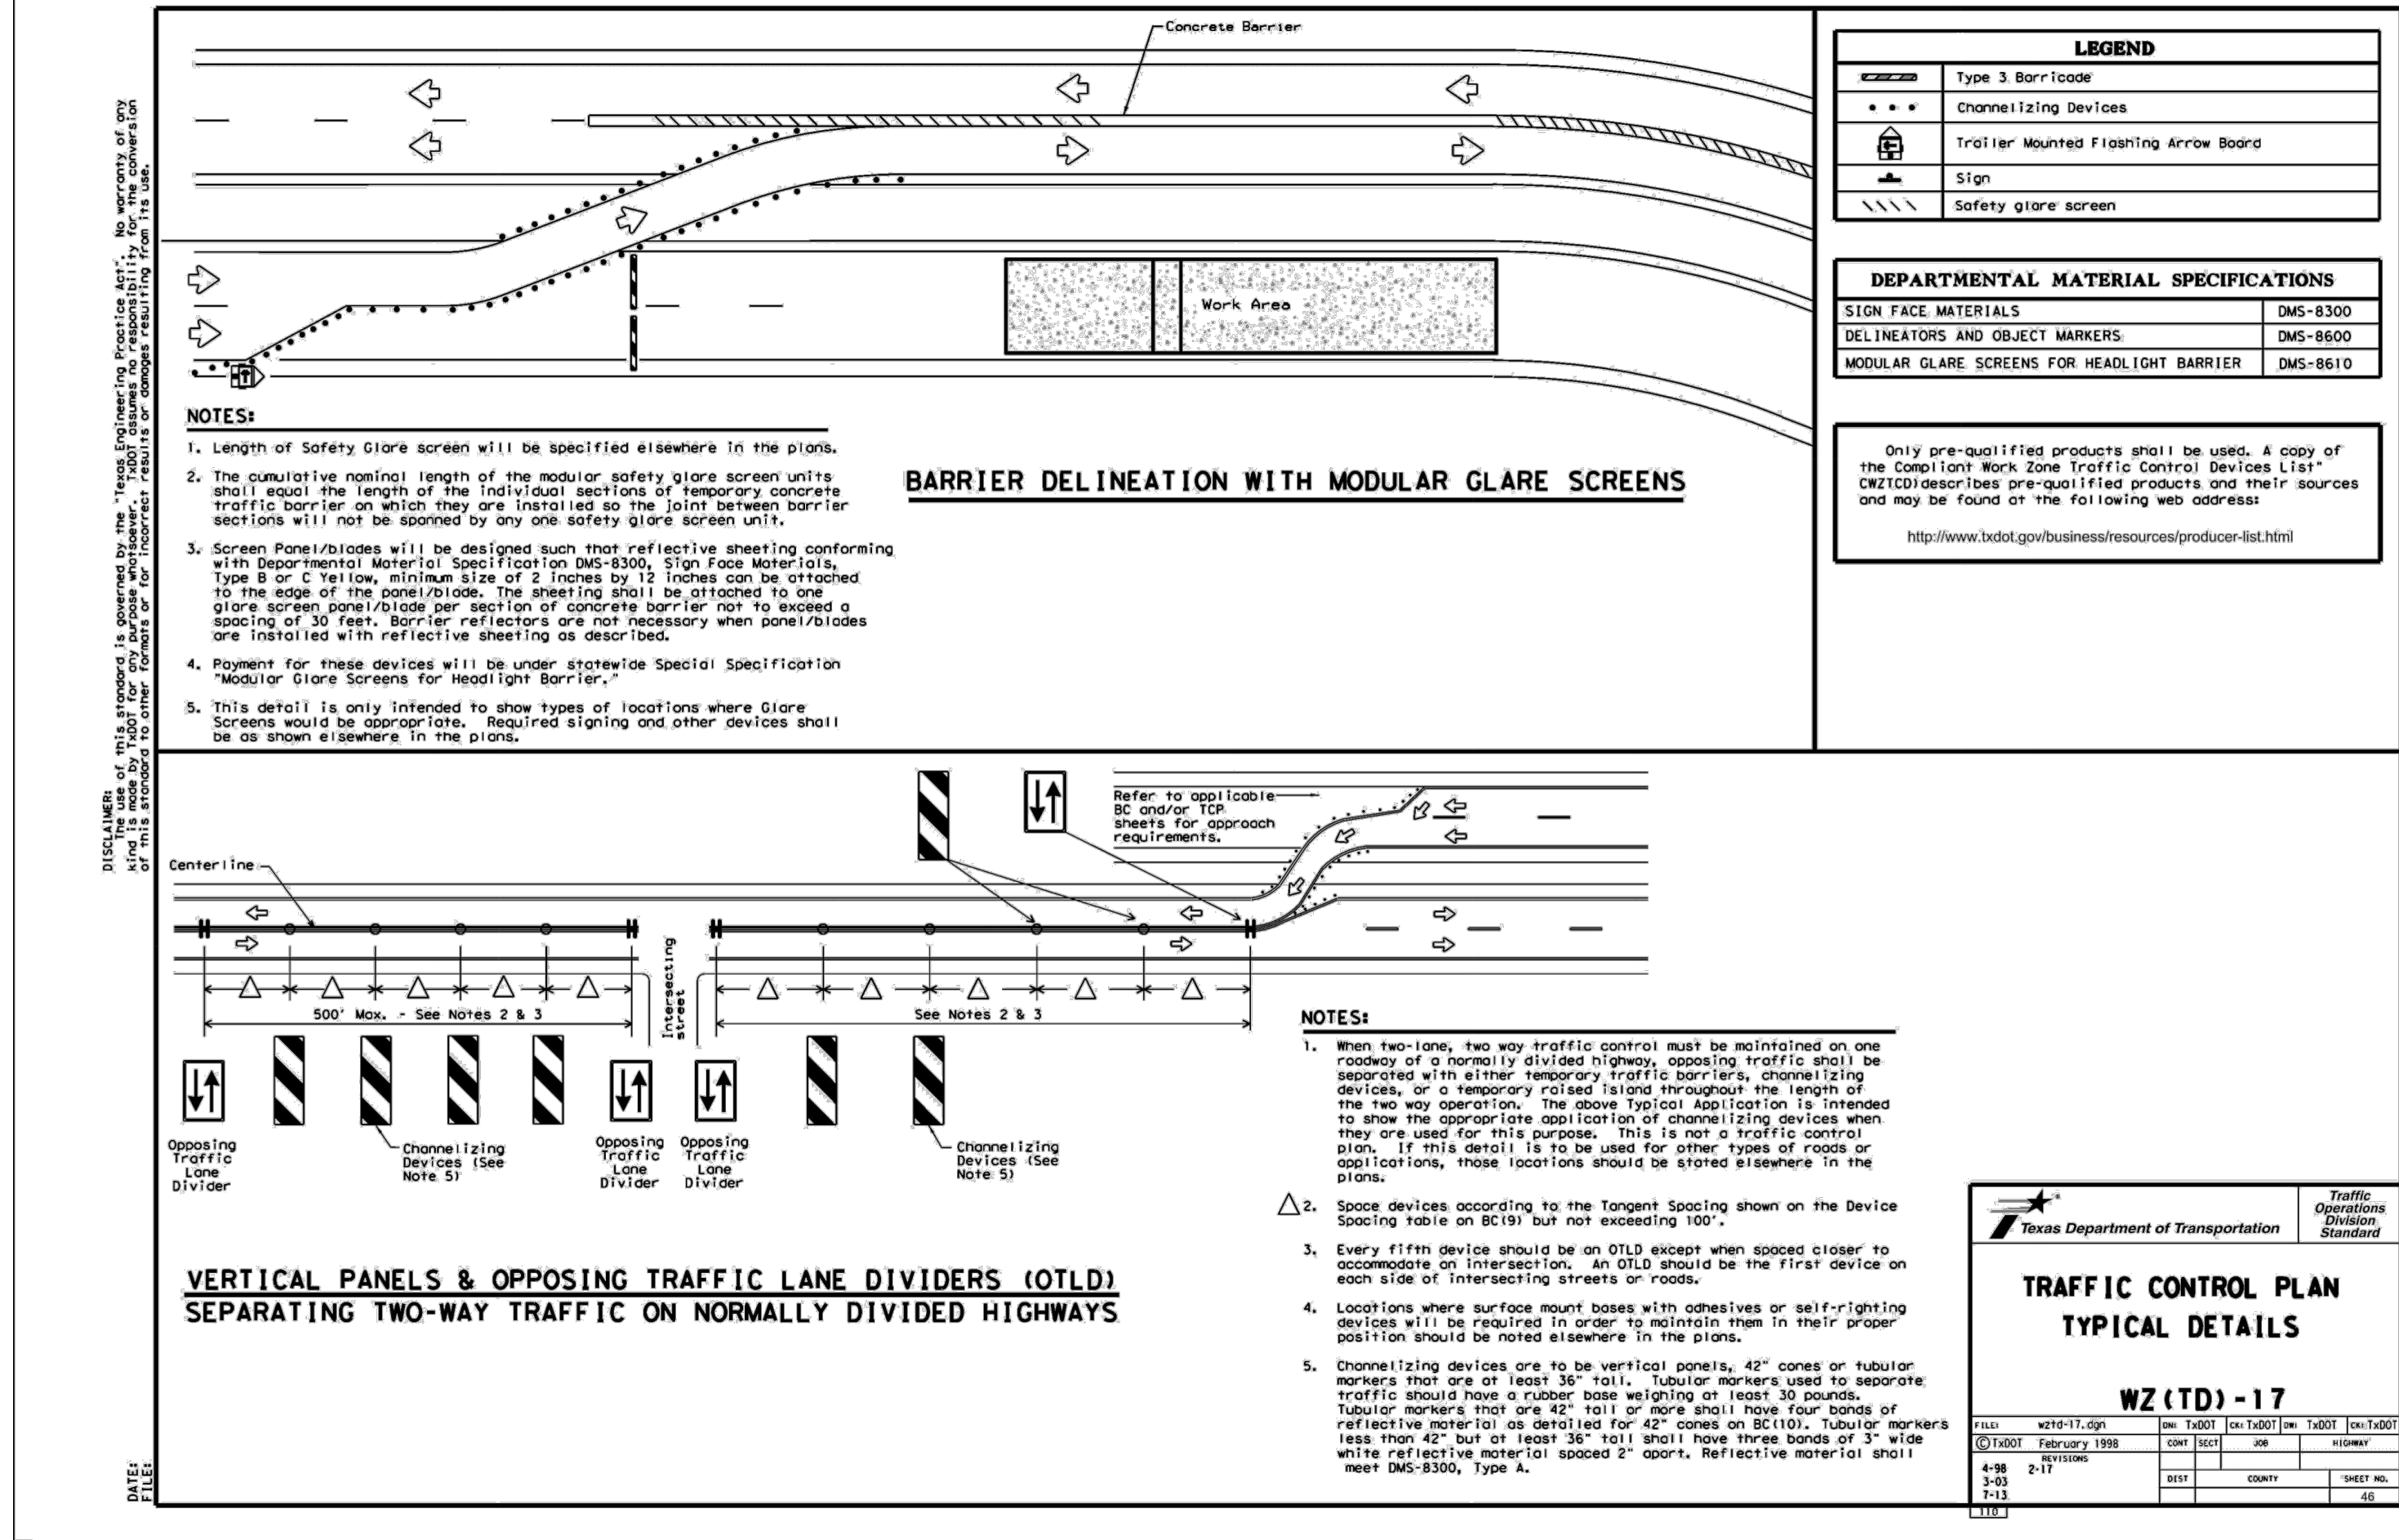 DISCLAIMER:
The use of this standard is governed by the "Texas Engineering Practice Act". No warranty of any
kind is made by TxDOT for any purpose whatsoever. TxDOT assumes no responsibility for the conversion
of this standard to other formats or for incorrect results or damages resulting from its use.
DATE:
FILE:
Concrete Barrier
Work Area
NOTES:
1. Length of Safety Glare screen will be specified elsewhere in the plans.
2. The cumulative nominal length of the modular safety glare screen units
shall equal the length of the individual sections of temporary concrete
traffic barrier on which they are installed so the joint between barrier
sections will not be spanned by any one safety glare screen unit.
3. Screen Panel/blades will be designed such that reflective sheeting conforming
with Departmental Material Specification DMS-8300, Sign Face Materials,
Type B or C Yellow, minimum size of 2 inches by 12 inches can be attached
to the edge of the panel/blade. The sheeting shall be attached to one
glare screen panel/blade per section of concrete barrier not to exceed a
spacing of 30 feet. Barrier reflectors are not necessary when panel/blades
are installed with reflective sheeting as described.
4. Payment for these devices will be under statewide Special Specification
"Modular Glare Screens for Headlight Barrier."
5. This detail is only intended to show types of locations where Glare
Screens would be appropriate. Required signing and other devices shall
be as shown elsewhere in the plans.
BARRIER DELINEATION WITH MODULAR GLARE SCREENS
LEGEND
Type 3 Barricade
Channelizing Devices
Trailer Mounted Flashing Arrow Board
Sign
Safety glare screen
DEPARTMENTAL MATERIAL SPECIFICATIONS
SIGN FACE MATERIALS DMS-8300
DELINEATORS AND OBJECT MARKERS DMS-8600
MODULAR GLARE SCREENS FOR HEADLIGHT BARRIER DMS-8610
Only pre-qualified products shall be used. A copy of
the Compliant Work Zone Traffic Control Devices List"
CWZTCD)describes pre-qualified products and their sources
and may be found at the following web address:
http://www.txdot.gov/business/resources/producer-list.html
Refer to applicable
BC and/or TCP
sheets for approach
requirements.
Centerline
Intersecting
street
500' Max. - See Notes 2 & 3
See Notes 2 & 3
Opposing
Traffic
Lane
Divider
Channelizing
Devices (See
Note 5)
Opposing
Traffic
Lane
Divider
Opposing
Traffic
Lane
Divider
Channelizing
Devices (See
Note 5)
VERTICAL PANELS & OPPOSING TRAFFIC LANE DIVIDERS (OTLD)
SEPARATING TWO-WAY TRAFFIC ON NORMALLY DIVIDED HIGHWAYS
NOTES:
1. When two-lane, two way traffic control must be maintained on one
roadway of a normally divided highway, opposing traffic shall be
separated with either temporary traffic barriers, channelizing
devices, or a temporary raised island throughout the length of
the two way operation. The above Typical Application is intended
to show the appropriate application of channelizing devices when
they are used for this purpose. This is not a traffic control
plan. If this detail is to be used for other types of roads or
applications, those locations should be stated elsewhere in the
plans.
2. Space devices according to the Tangent Spacing shown on the Device
Spacing table on BC(9) but not exceeding 100'.
3. Every fifth device should be an OTLD except when spaced closer to
accommodate an intersection. An OTLD should be the first device on
each side of intersecting streets or roads.
4. Locations where surface mount bases with adhesives or self-righting
devices will be required in order to maintain them in their proper
position should be noted elsewhere in the plans.
5. Channelizing devices are to be vertical panels, 42" cones or tubular
markers that are at least 36" tall. Tubular markers used to separate
traffic should have a rubber base weighing at least 30 pounds.
Tubular markers that are 42" tall or more shall have four bands of
reflective material as detailed for 42" cones on BC(10). Tubular markers
less than 42" but at least 36" tall shall have three bands of 3" wide
white reflective material spaced 2" apart. Reflective material shall
meet DMS-8300, Type A.
Texas Department of Transportation
Traffic
Operations
Division
Standard
TRAFFIC CONTROL PLAN
TYPICAL DETAILS
WZ(TD)-17
FILE: wztd-17.dgn DN: TxDOT CK: TxDOT DW: TxDOT CK: TxDOT
© TxDOT February 1998 CONT SECT JOB HIGHWAY
REVISIONS
4-98 2-17
3-03
7-13
DIST COUNTY SHEET NO.
46
110